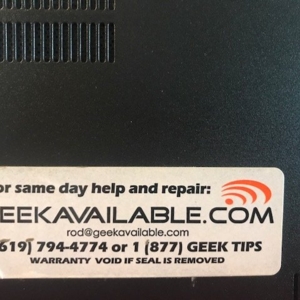 or same day help and repair:
EEKAVAILABLE.COM
rod@geekavailable.com
619) 794-4774 or 1 (877) GEEK TIPS
WARRANTY VOID IF SEAL IS REMOVED